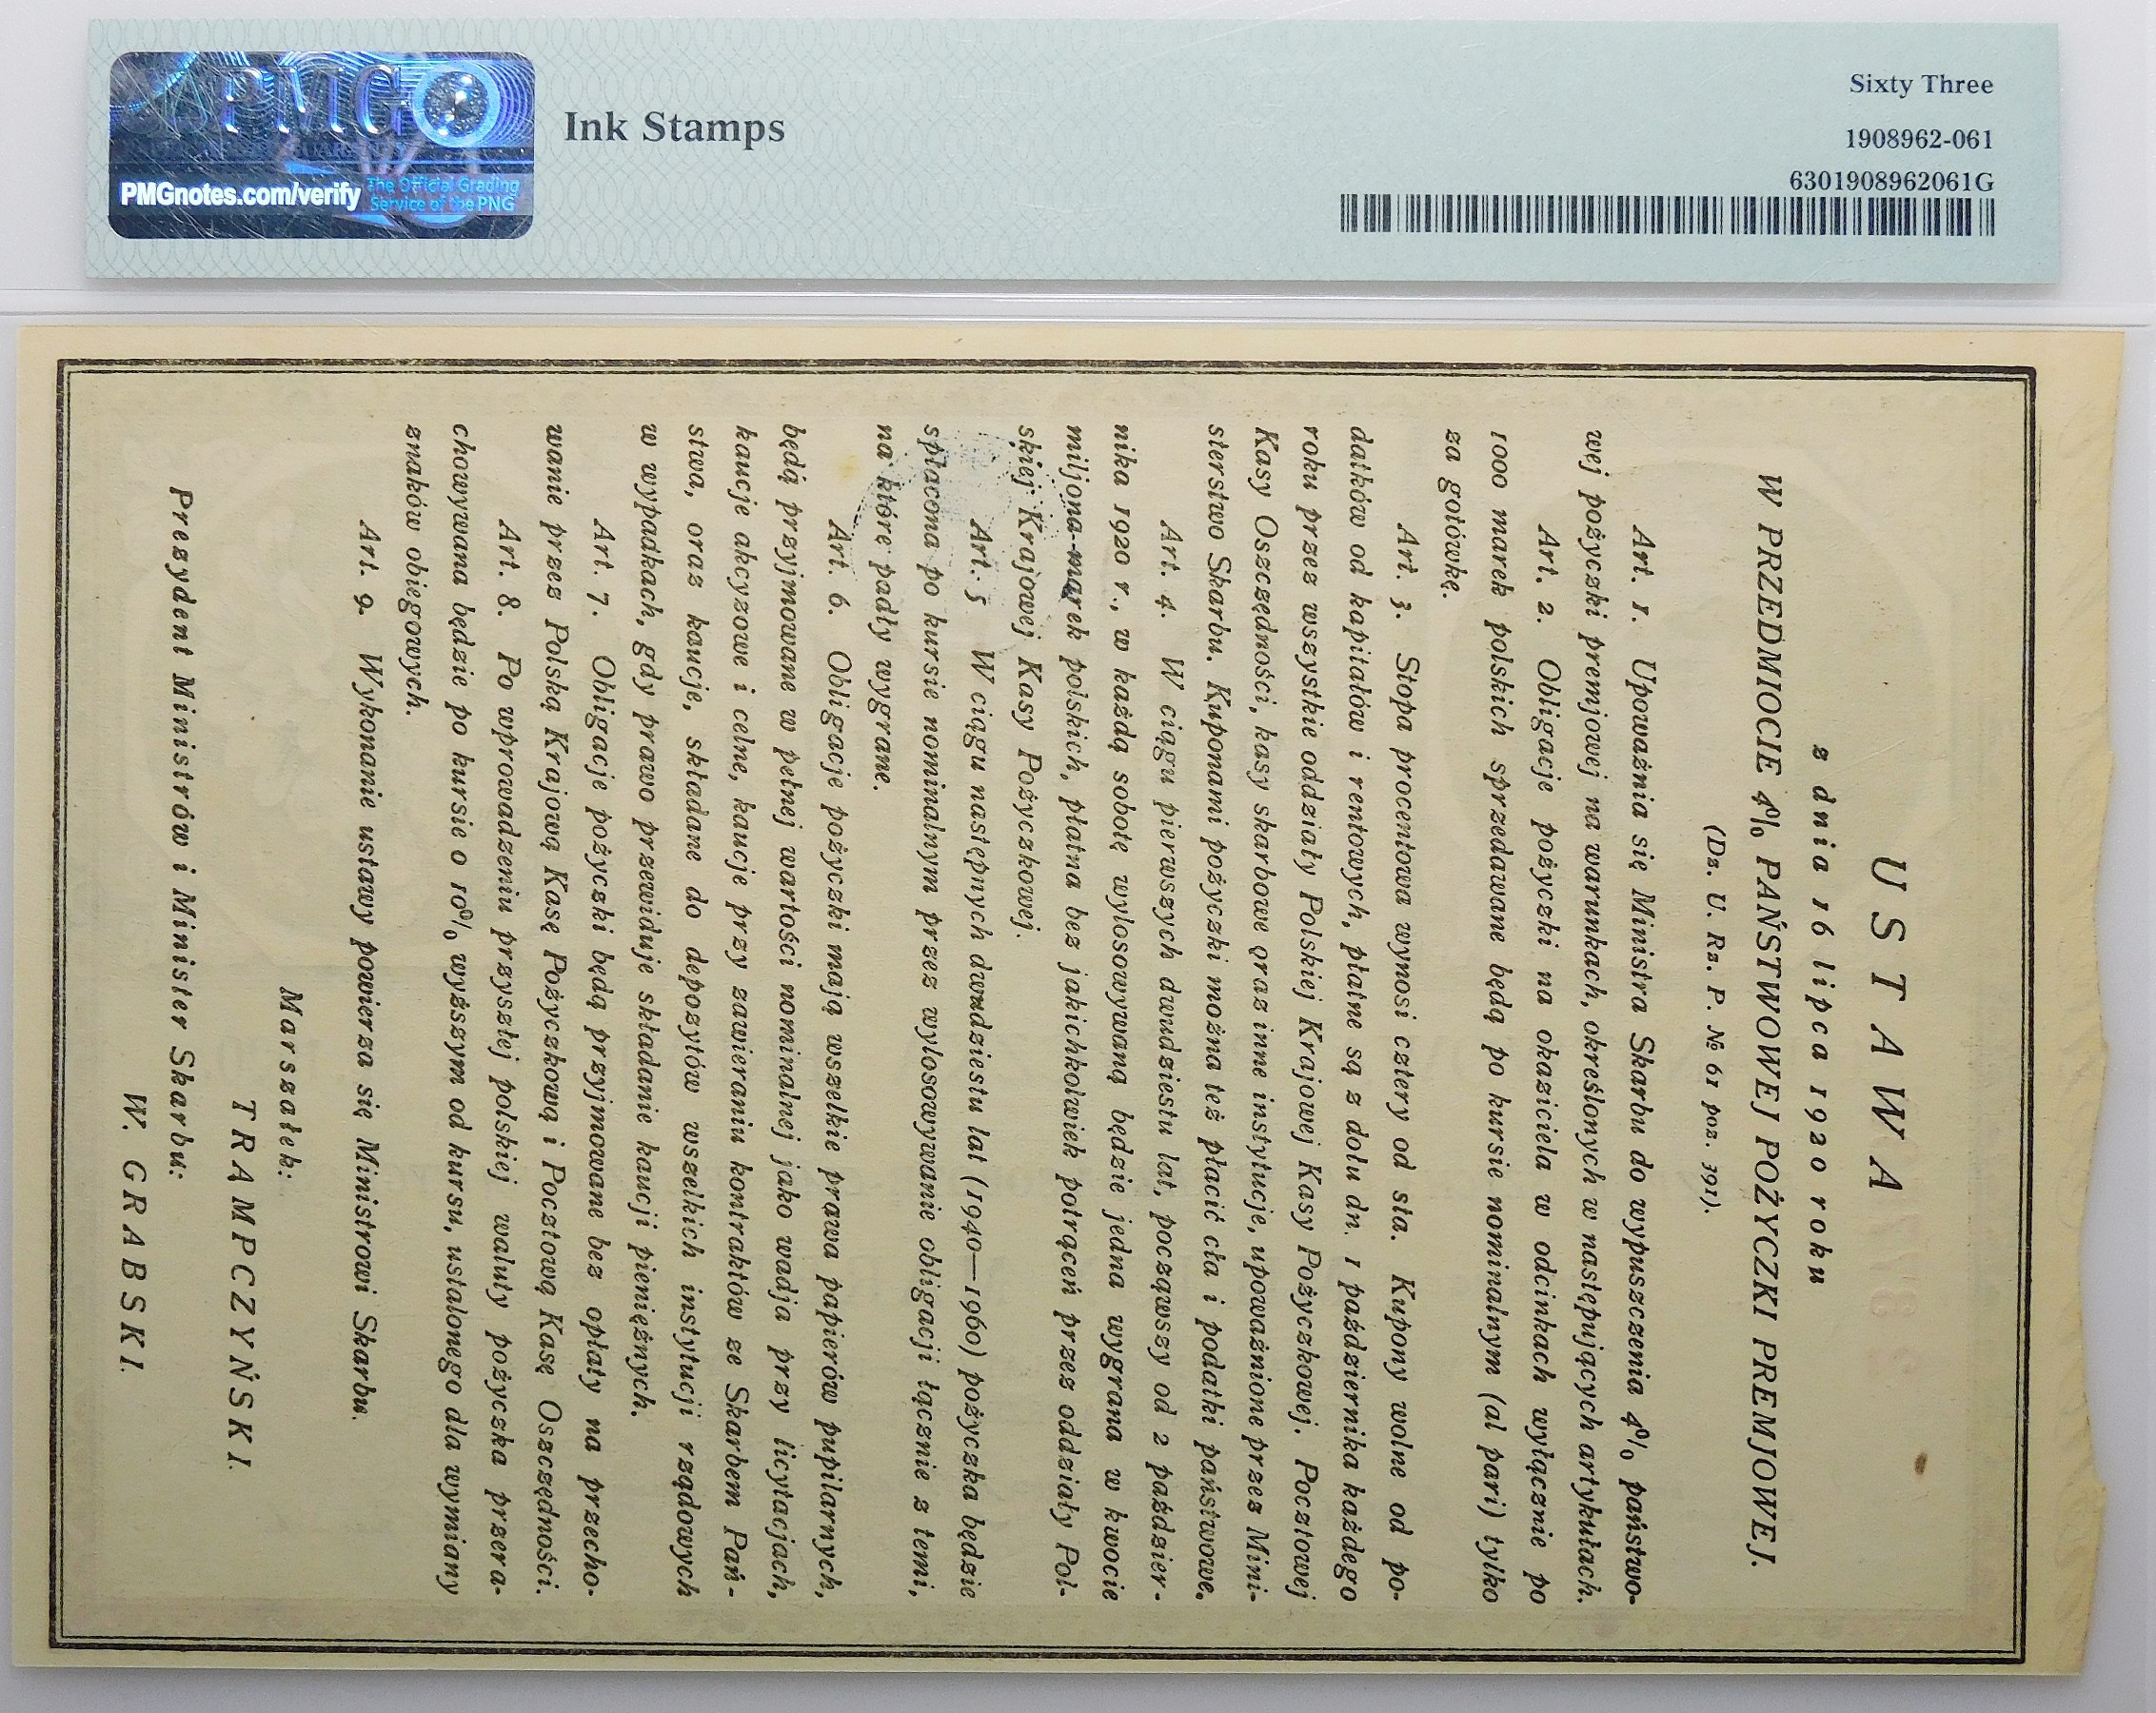 PMG
PMGnotes.com/verify
The Official Grading
Service of the PNG
Ink Stamps
Sixty Three
1908962-061
6301908962061G
USTAWA
z dnia 16 lipca 1920 roku
W PRZEDMIOCIE 4% PAŃSTWOWEJ POŻYCZKI PREMJOWEJ.
(Dz. U. Rz. P. № 61 poz. 391).
Art. 1. Upoważnia się Ministra Skarbu do wypuszczenia 4% państwo-
wej pożyczki premjowej na warunkach, określonych w następujących artykułach.
Art. 2. Obligacje pożyczki na okaziciela w odcinkach wyłącznie po
1000 marek polskich sprzedawane będą po kursie nominalnym (al pari) tylko
za gotówkę.
Art. 3. Stopa procentowa wynosi cztery od sta. Kupony wolne od po-
datków od kapitałów i rentowych, płatne są z dołu dn. 1 października każdego
roku przez wszystkie oddziały Polskiej Krajowej Kasy Pożyczkowej. Pocztowej
Kasy Oszczędności, kasy skarbowe oraz inne instytucje, upoważnione przez Mini-
sterstwo Skarbu. Kuponami pożyczki można też płacić cła i podatki państwowe.
Art. 4. W ciągu pierwszych dwudziestu lat, począwszy od 2 paździer-
nika 1920 r., w każdą sobotę wylosowywaną będzie jedna wygrana w kwocie
miljona marek polskich, płatna bez jakichkolwiek potrąceń przez oddziały Pol-
skiej Krajowej Kasy Pożyczkowej.
Art. 5 W ciągu następnych dwudziestu lat (1940—1960) pożyczka będzie
spłacona po kursie nominalnym przez wylosowywanie obligacji łącznie z temi,
na które padły wygrane.
Art. 6. Obligacje pożyczki mają wszelkie prawa papierów pupilarnych,
będą przyjmowane w pełnej wartości nominalnej jako wadja przy licytacjach,
kaucje akcyzowe i celne, kaucje przy zawieraniu kontraktów ze Skarbem Pań-
stwa, oraz kaucje, składane do depozytów wszelkich instytucji rządowych
w wypadkach, gdy prawo przewiduje składanie kaucji pieniężnych.
Art. 7. Obligacje pożyczki będą przyjmowane bez opłaty na przecho-
wanie przez Polską Krajową Kasę Pożyczkową i Pocztową Kasę Oszczędności.
Art. 8. Po wprowadzeniu przyszłej polskiej waluty pożyczka przera-
chowywana będzie po kursie o 10% wyższym od kursu, ustalonego dla wymiany
znaków obiegowych.
Art. 9. Wykonanie ustawy powierza się Ministrowi Skarbu.
Marszałek:
TRĄMPCZYŃSKI.
Prezydent Ministrów i Minister Skarbu:
W. GRABSKI.